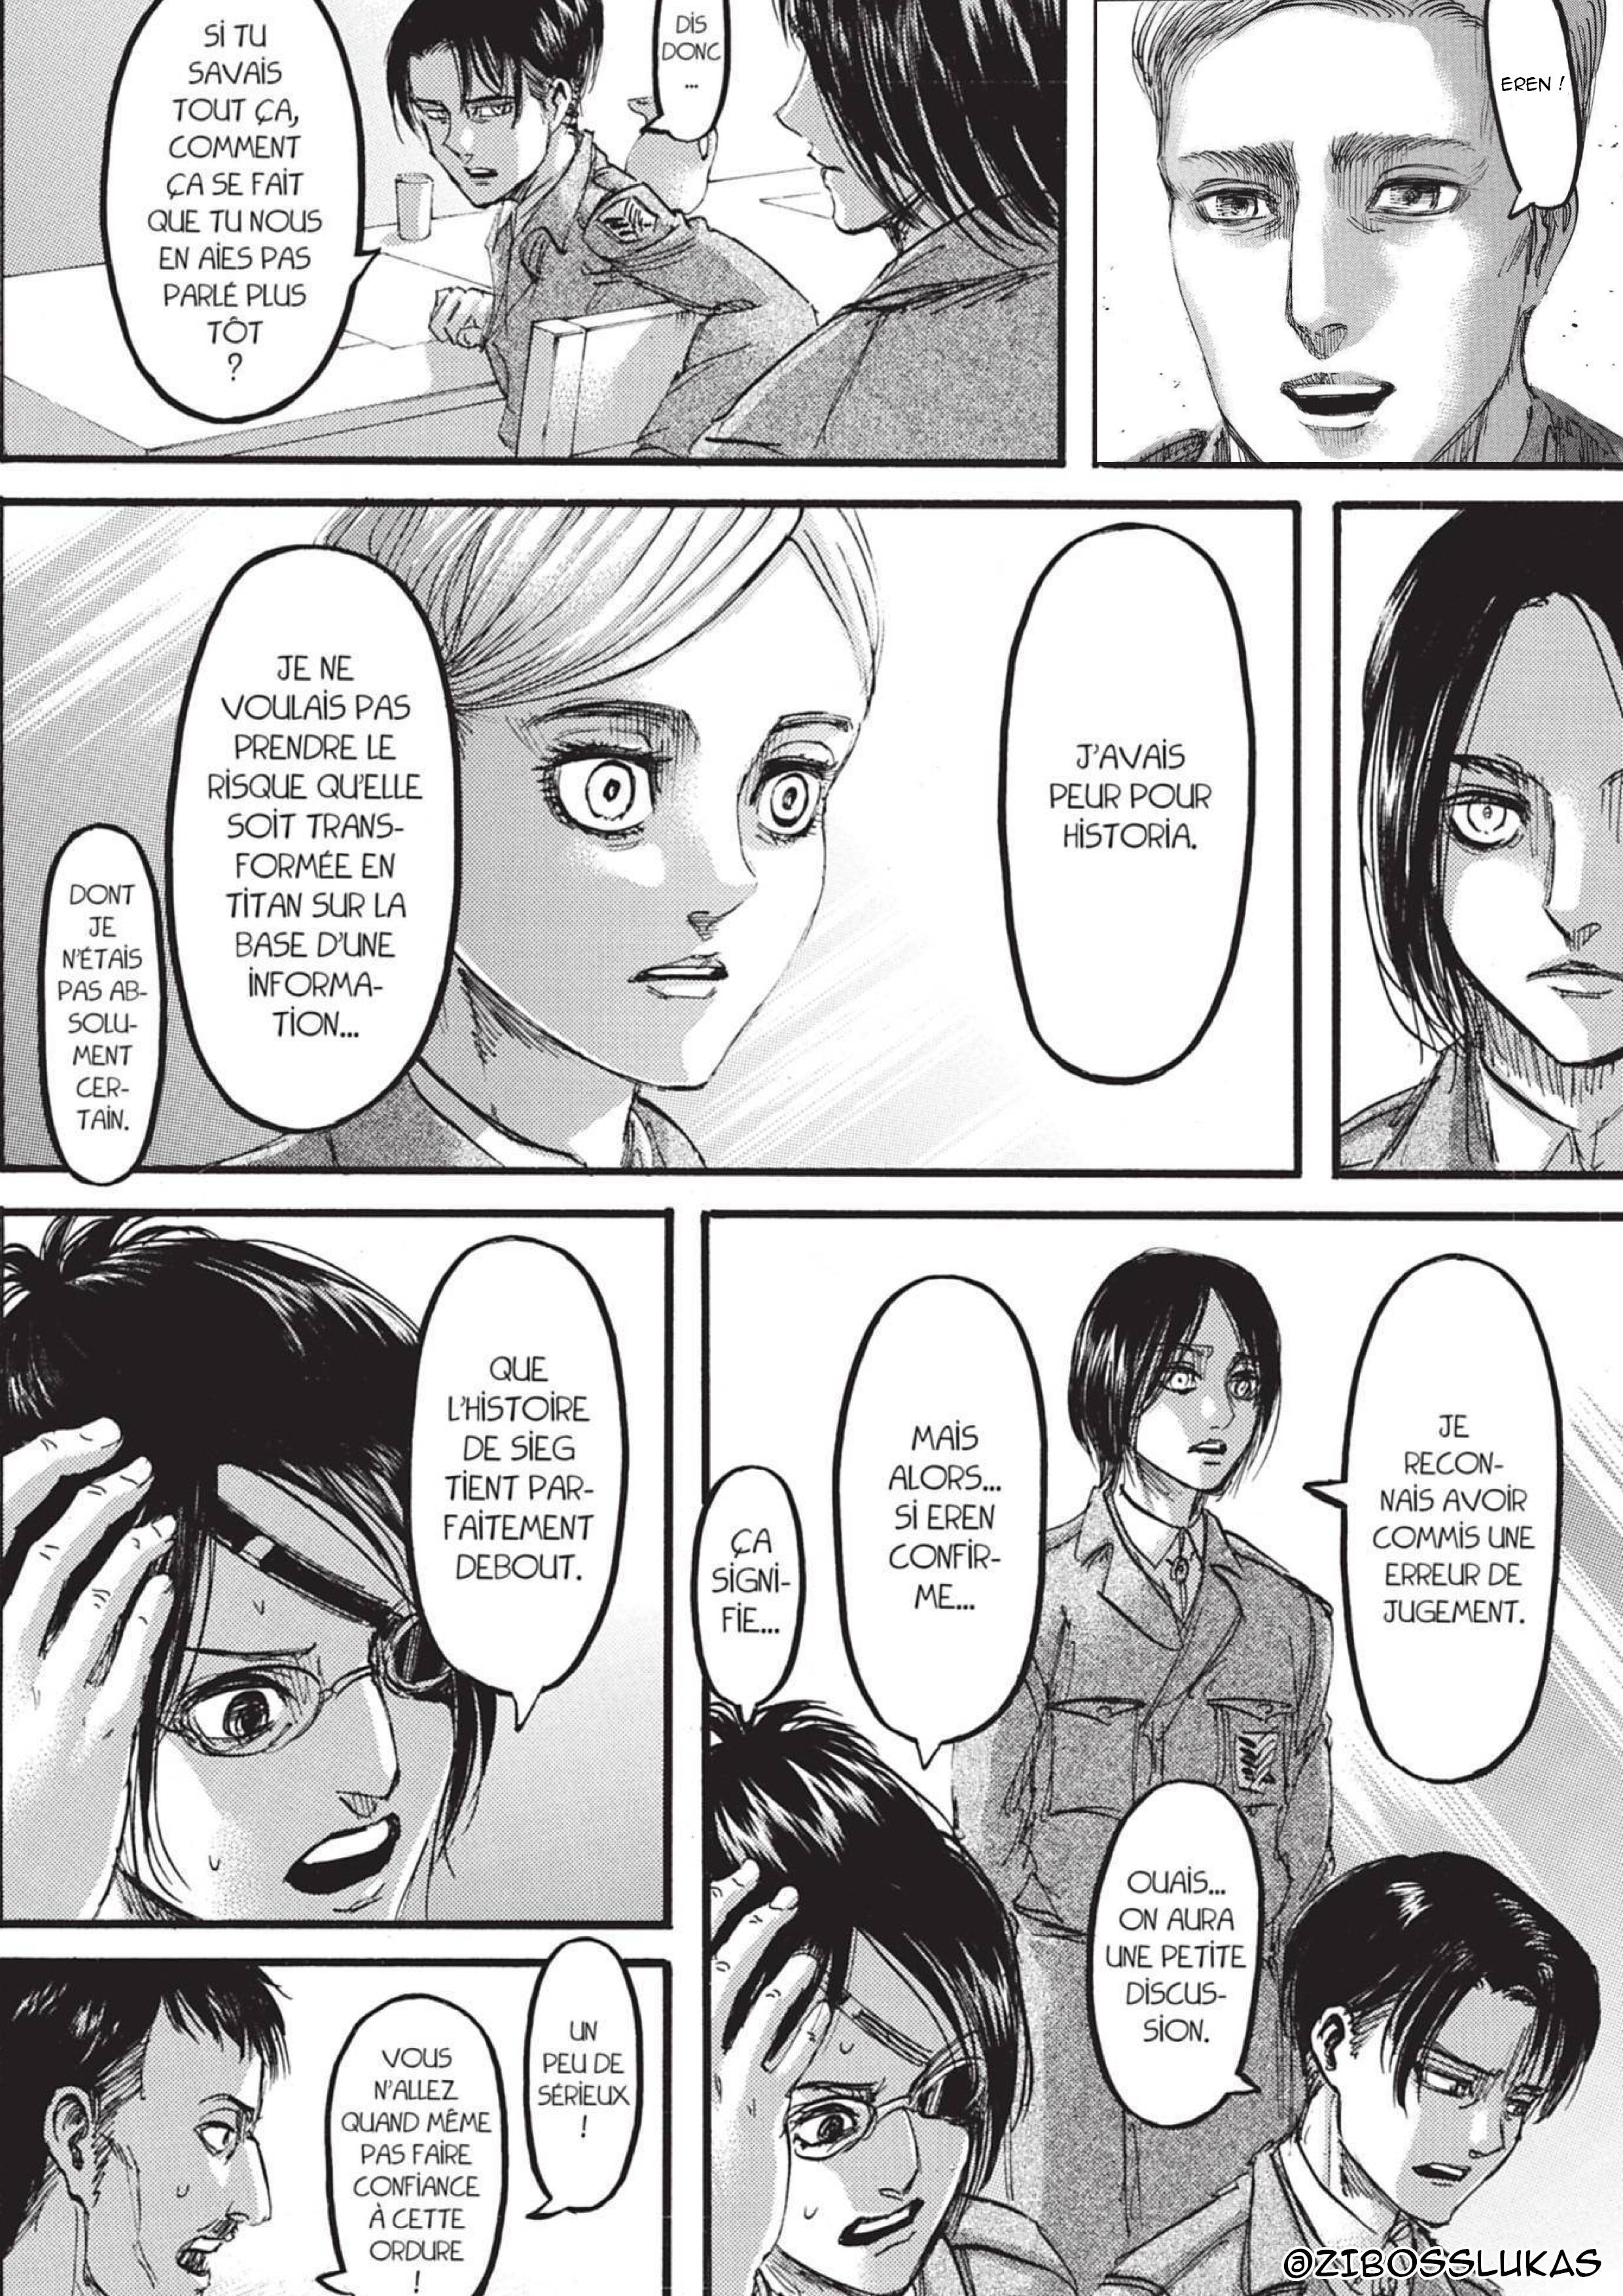 EREN !
DIS
DONC
...
SI TU
SAVAIS
TOUT ÇA,
COMMENT
ÇA SE FAIT
QUE TU NOUS
EN AIES PAS
PARLÉ PLUS
TÔT
?
J'AVAIS
PEUR POUR
HISTORIA.
JE NE
VOULAIS PAS
PRENDRE LE
RISQUE QU'ELLE
SOIT TRANS-
FORMÉE EN
TITAN SUR LA
BASE D'UNE
INFORMA-
TION...
DONT
JE
N'ÉTAIS
PAS AB-
SOLU-
MENT
CER-
TAIN.
JE
RECON-
NAIS AVOIR
COMMIS UNE
ERREUR DE
JUGEMENT.
OUAIS...
ON AURA
UNE PETITE
DISCUS-
SION.
MAIS
ALORS...
SI EREN
CONFIR-
ME...
ÇA
SIGNI-
FIE...
QUE
L'HISTOIRE
DE SIEG
TIENT PAR-
FAITEMENT
DEBOUT.
UN
PEU DE
SÉRIEUX
!
VOUS
N'ALLEZ
QUAND MÊME
PAS FAIRE
CONFIANCE
À CETTE
ORDURE
!
@ZIBOSSLUKAS